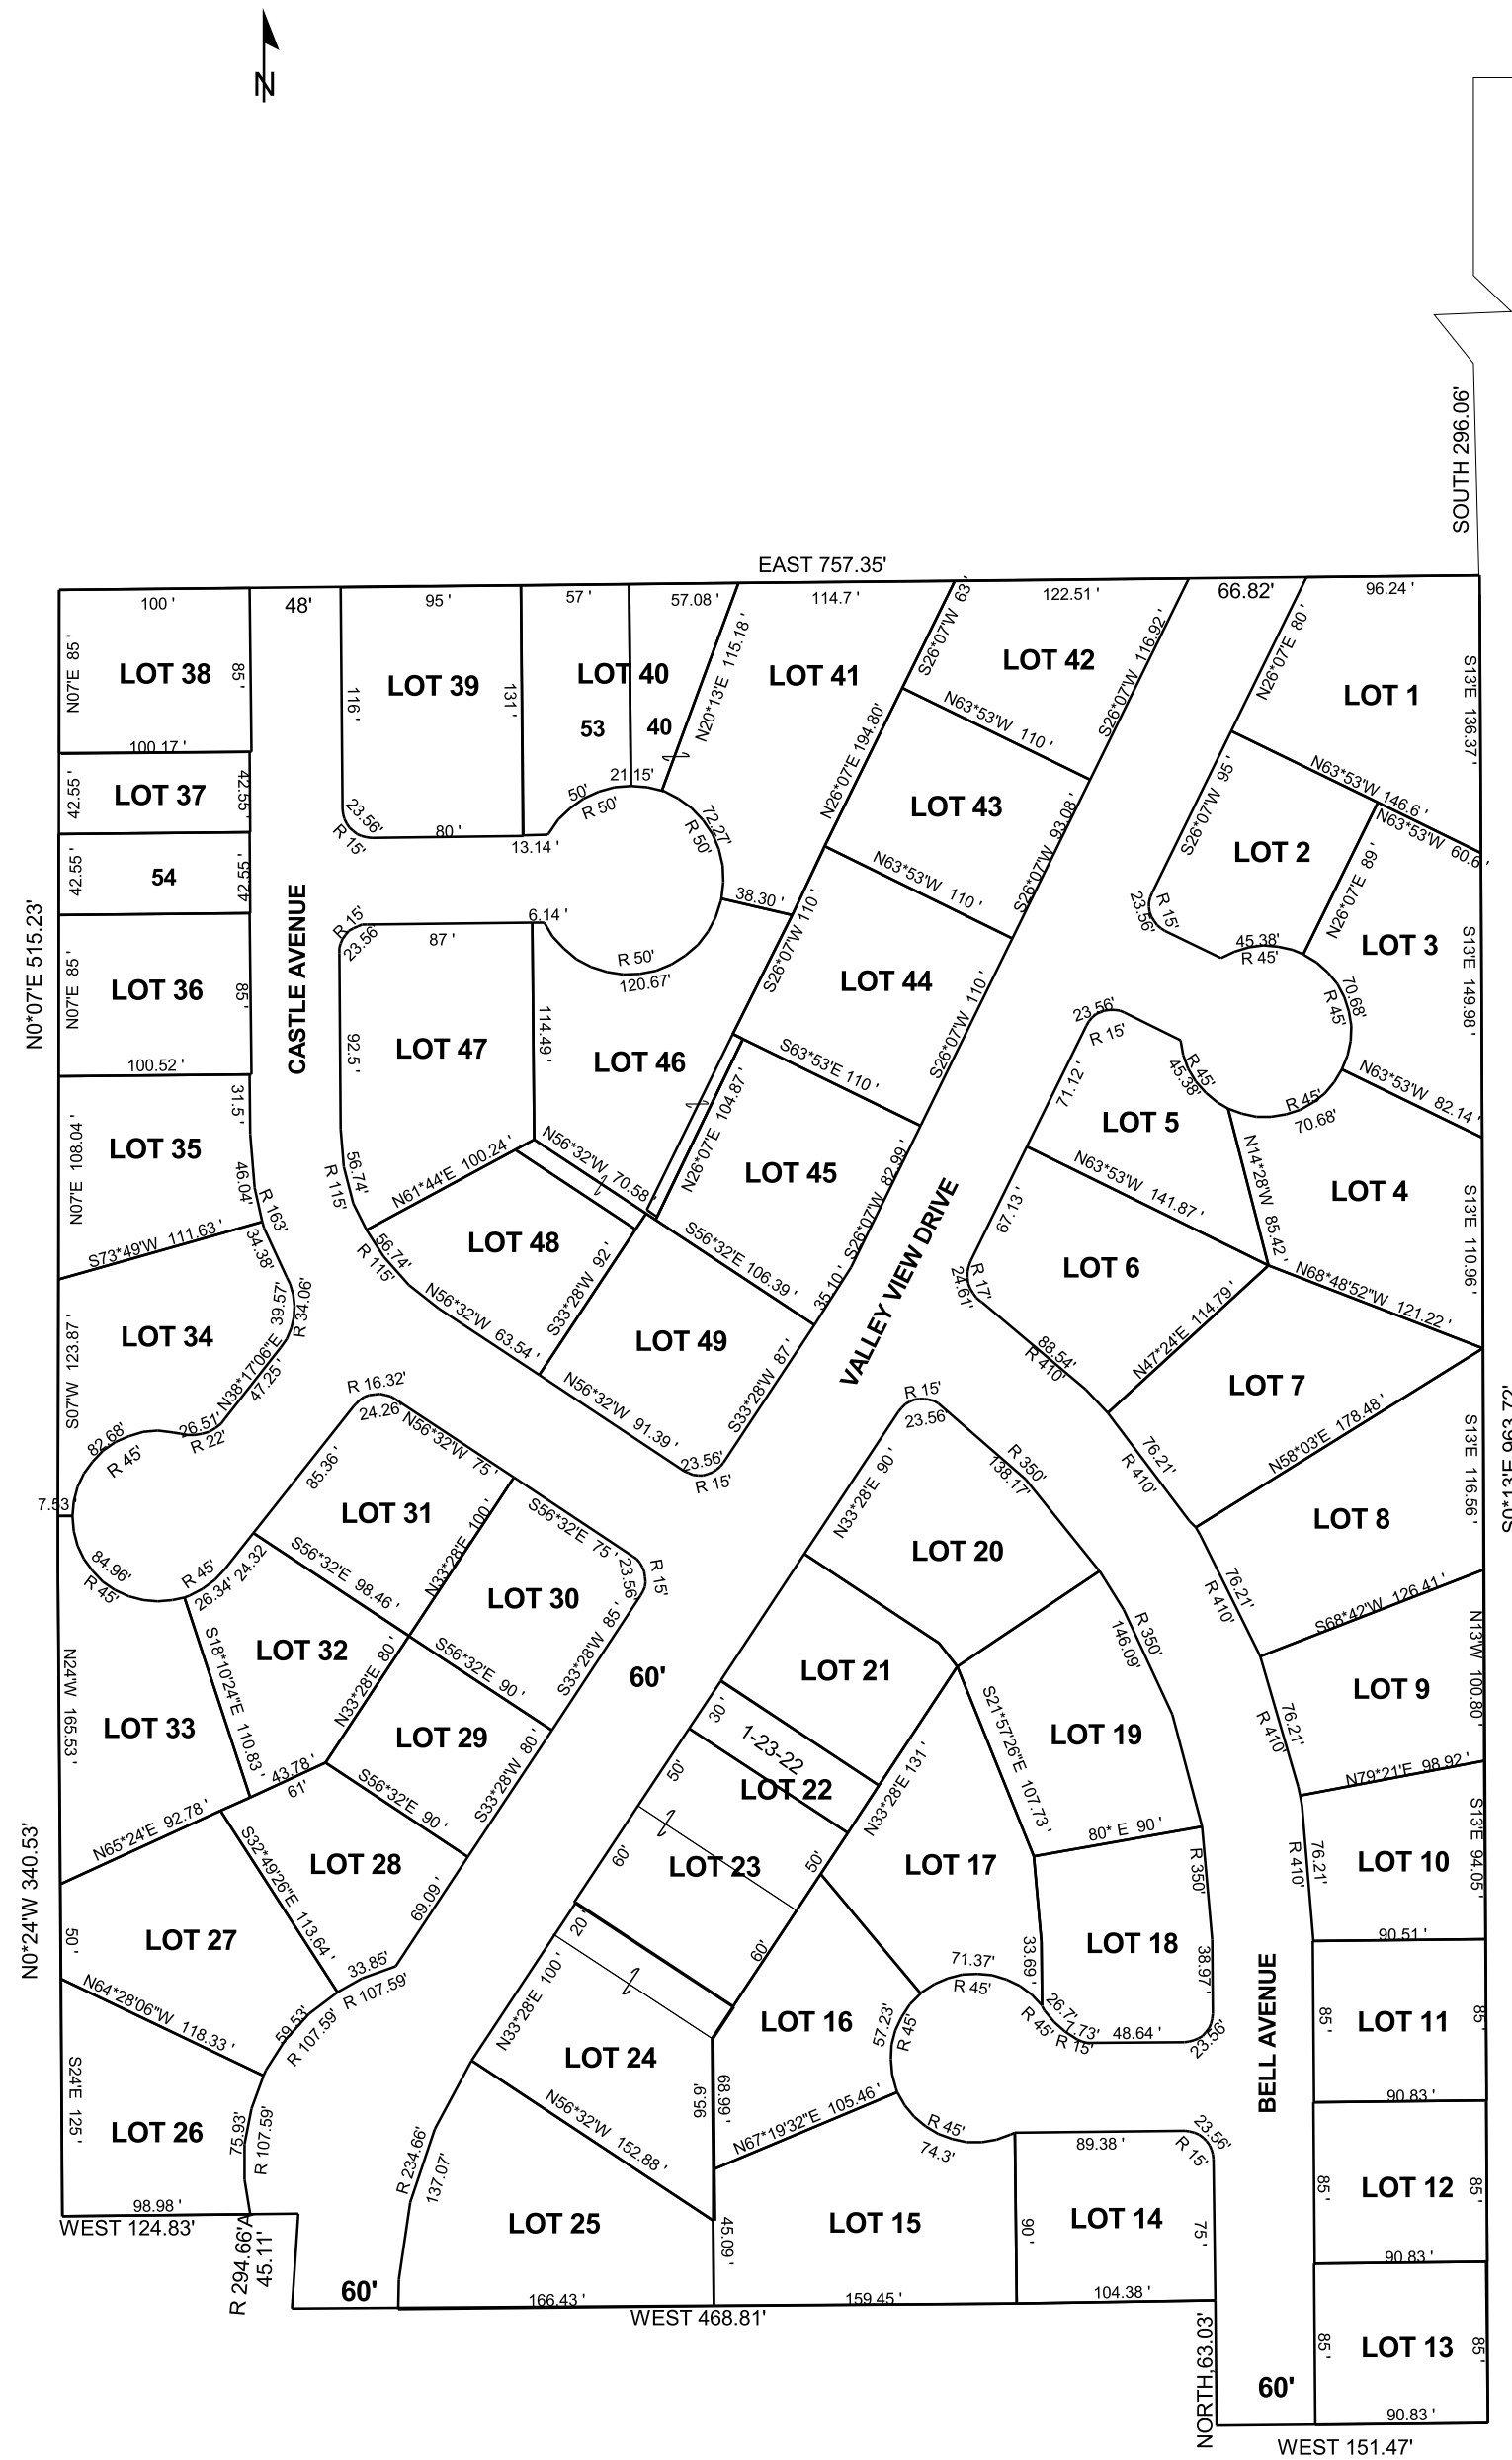 N
SOUTH 296.06'
EAST 757.35'
100 '
48'
95 '
57 '
57.08 '
114.7 '
122.51 '
66.82'
96.24 '
N07'E 85 '
LOT 38
85 '
116 '
LOT 39
131 '
LOT 40
53
40
N20*13'E 115.18 '
LOT 41
S26*07'W 63 '
LOT 42
S26*07'W 116.92 '
N26*07'E 80 '
LOT 1
S13'E 136.37 '
100.17 '
42.55 '
LOT 37
42.55 '
23.56'
R 15'
80 '
13.14 '
50'
R 50'
21.15'
72.27'
R 50'
N26*07'E 194.80'
N63*53'W 110 '
LOT 43
S26*07'W 93.08 '
S26*07'W 95 '
N63*53'W 146.6 '
N63*53'W 60.6 '
LOT 2
N26*07'E 89 '
42.55 '
54
42.55 '
CASTLE AVENUE
R 15'
23.56'
87 '
6.14 '
R 50'
120.67'
38.30 '
S26*07'W 110 '
N63*53'W 110 '
LOT 44
S26*07'W 110 '
23.56'
R 15'
45.38'
R 45'
LOT 3
S13'E 149.98 '
70.68'
R 45'
N0*07'E 515.23'
N07'E 85 '
LOT 36
85 '
100.52 '
92.5 '
LOT 47
114.49 '
LOT 46
N26*07'E 104.87 '
S63*53'E 110 '
23.56'
R 15'
71.12 '
R 45'
45.38'
R 45'
70.68'
N63*53'W 82.14 '
LOT 5
N07'E 108.04 '
LOT 35
31.5 '
46.04'
R 163'
R 115'
56.74'
N61*44'E 100.24 '
N56*32'W 70.58 '
LOT 45
S26*07'W 82.99 '
N63*53'W 141.87 '
N14*28'W 85.42 '
LOT 4
S13'E 110.96 '
S73*49'W 111.63 '
34.38'
56.74'
R 115'
LOT 48
S33*28'W 92 '
S56*32'E 106.39 '
35.10 '
VALLEY VIEW DRIVE
67.13 '
R 17'
24.61'
LOT 6
N68*48'52"W 121.22 '
S07'W 123.87 '
LOT 34
39.57'
R 34.06'
N38*17'06"E
47.25'
N56*32'W 63.54 '
LOT 49
S33*28'W 87 '
88.54'
R 410'
N47*24'E 114.79 '
LOT 7
S0*13'E 963.72'
82.68'
R 45'
26.51'
R 22'
R 16.32'
24.26'
N56*32'W 75 '
N56*32'W 91.39 '
23.56'
R 15'
R 15'
23.56'
R 350'
138.17'
76.21'
R 410'
N58*03'E 178.48 '
S13'E 116.56 '
7.53 '
85.36 '
LOT 31
N33*28'E 100 '
S56*32'E 75 '
23.56'
R 15'
N33*28'E 90 '
LOT 20
LOT 8
84.96'
R 45'
R 45'
26.34'
24.32
S56*32'E 98.46 '
LOT 30
S33*28'W 85 '
76.21'
R 410'
S68*42'W 126.41 '
N24'W 165.53 '
LOT 33
S18*10'24"E 110.83 '
LOT 32
N33*28'E 80 '
S56*32'E 90 '
60'
LOT 21
30 '
1-23-22
S21*57'26"E 107.73 '
R 350'
146.09'
LOT 19
76.21'
R 410'
LOT 9
N13'W 100.80 '
43.78 '
61'
LOT 29
S33*28'W 80 '
S56*32'E 90 '
50'
LOT 22
N33*28'E 131 '
N79*21'E 98.92 '
N0*24'W 340.53'
N65*24'E 92.78 '
S32*49'26"E 113.64 '
LOT 28
69.09 '
60'
LOT 23
50'
LOT 17
80* E 90 '
R 350'
R 410'
76.21'
LOT 10
S13'E 94.05 '
50 '
LOT 27
33.85'
R 107.59'
20'
60'
33.69 '
LOT 18
38.97 '
90.51 '
N64*28'06"W 118.33 '
59.53'
R 107.59'
N33*28'E 100 '
71.37'
R 45'
26.7'
R 45'
7.73'
R 15'
48.64 '
23.56'
BELL AVENUE
85 '
LOT 11
85 '
LOT 24
LOT 16
57.23'
R 45'
S24'E 125 '
LOT 26
75.93'
R 107.59'
N56*32'W 152.88 '
95.6'
68.99 '
N67*19'32"E 105.46 '
R 45'
74.3'
89.38 '
23.56'
R 15'
90.83 '
85 '
LOT 12
85 '
R 234.66'
137.07'
98.98 '
WEST 124.83'
R 294.66'A
45.11'
LOT 25
45.09 '
LOT 15
90 '
LOT 14
75 '
90.83 '
60'
166.43 '
WEST 468.81'
159.45 '
104.38 '
NORTH,63.03'
85 '
LOT 13
85 '
60'
90.83 '
WEST 151.47'